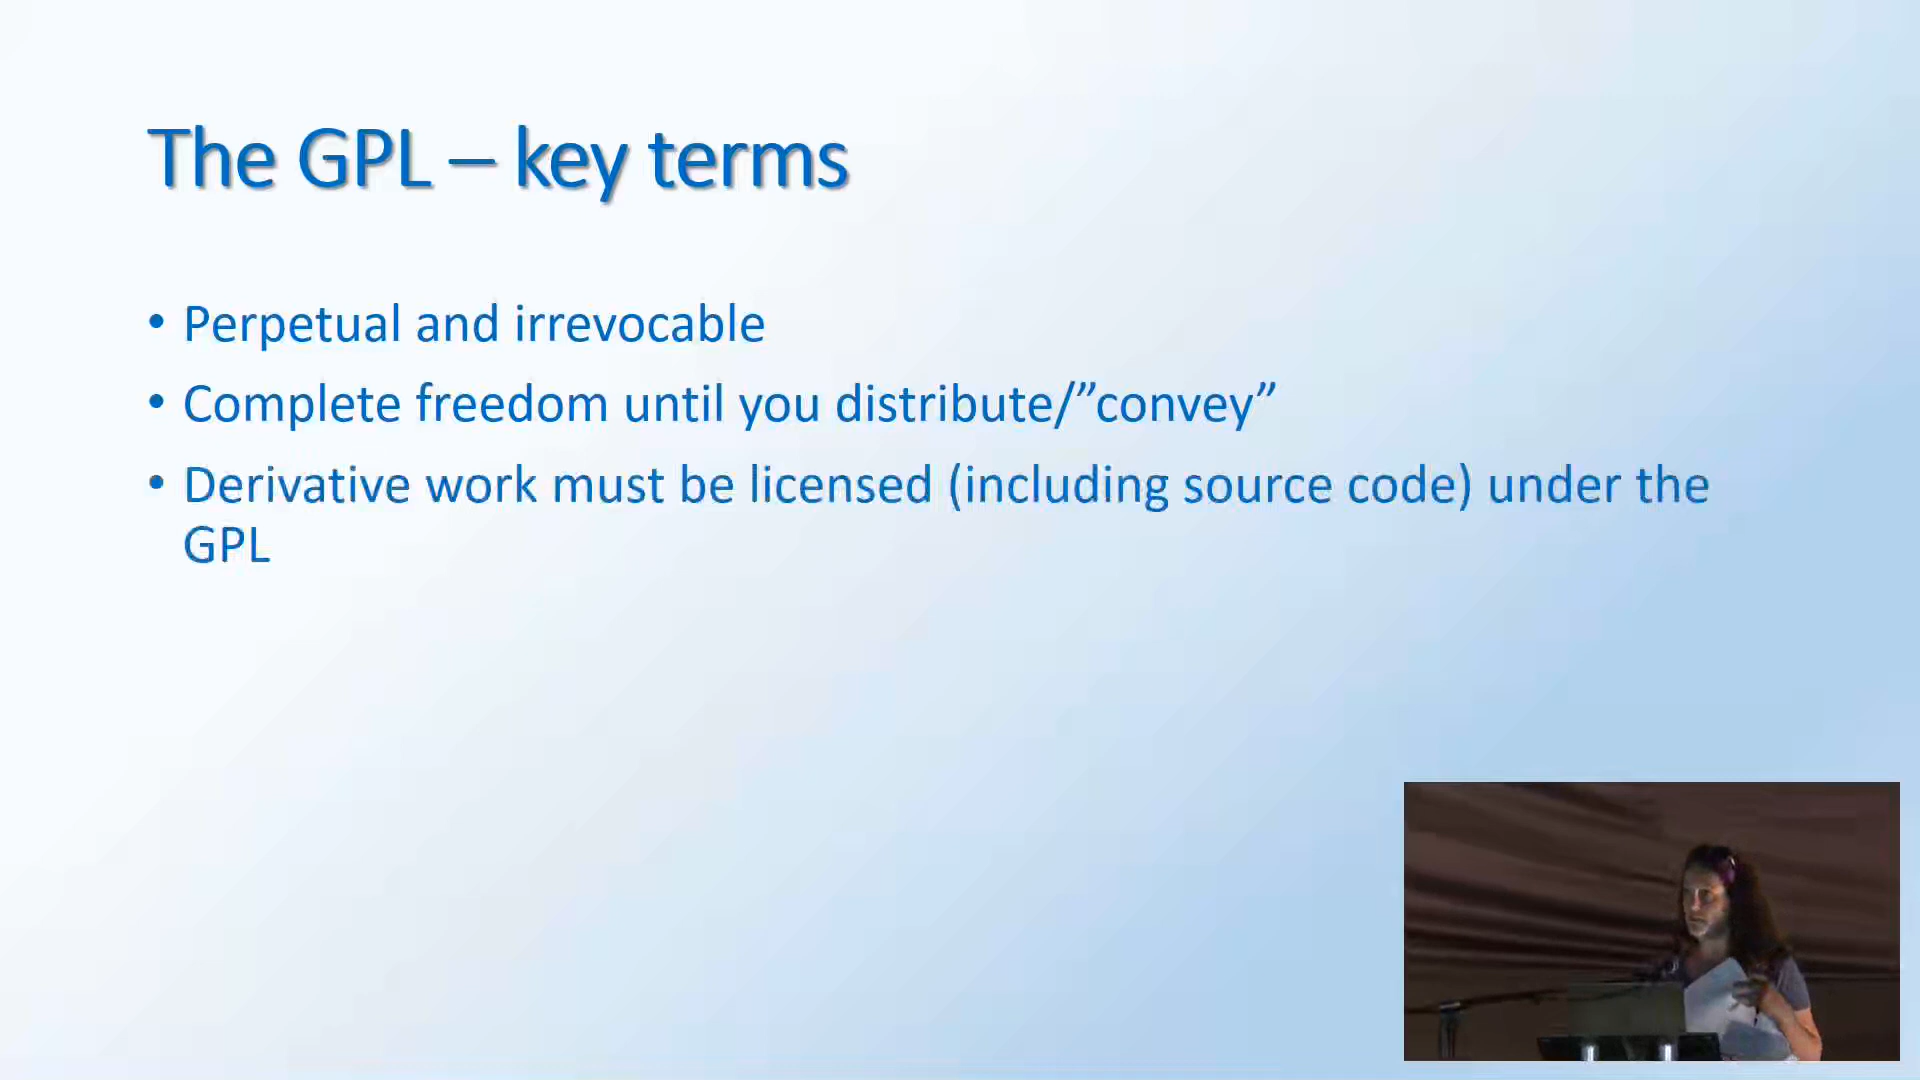 The GPL – key terms
• Perpetual and irrevocable
• Complete freedom until you distribute/”convey”
• Derivative work must be licensed (including source code) under the
GPL